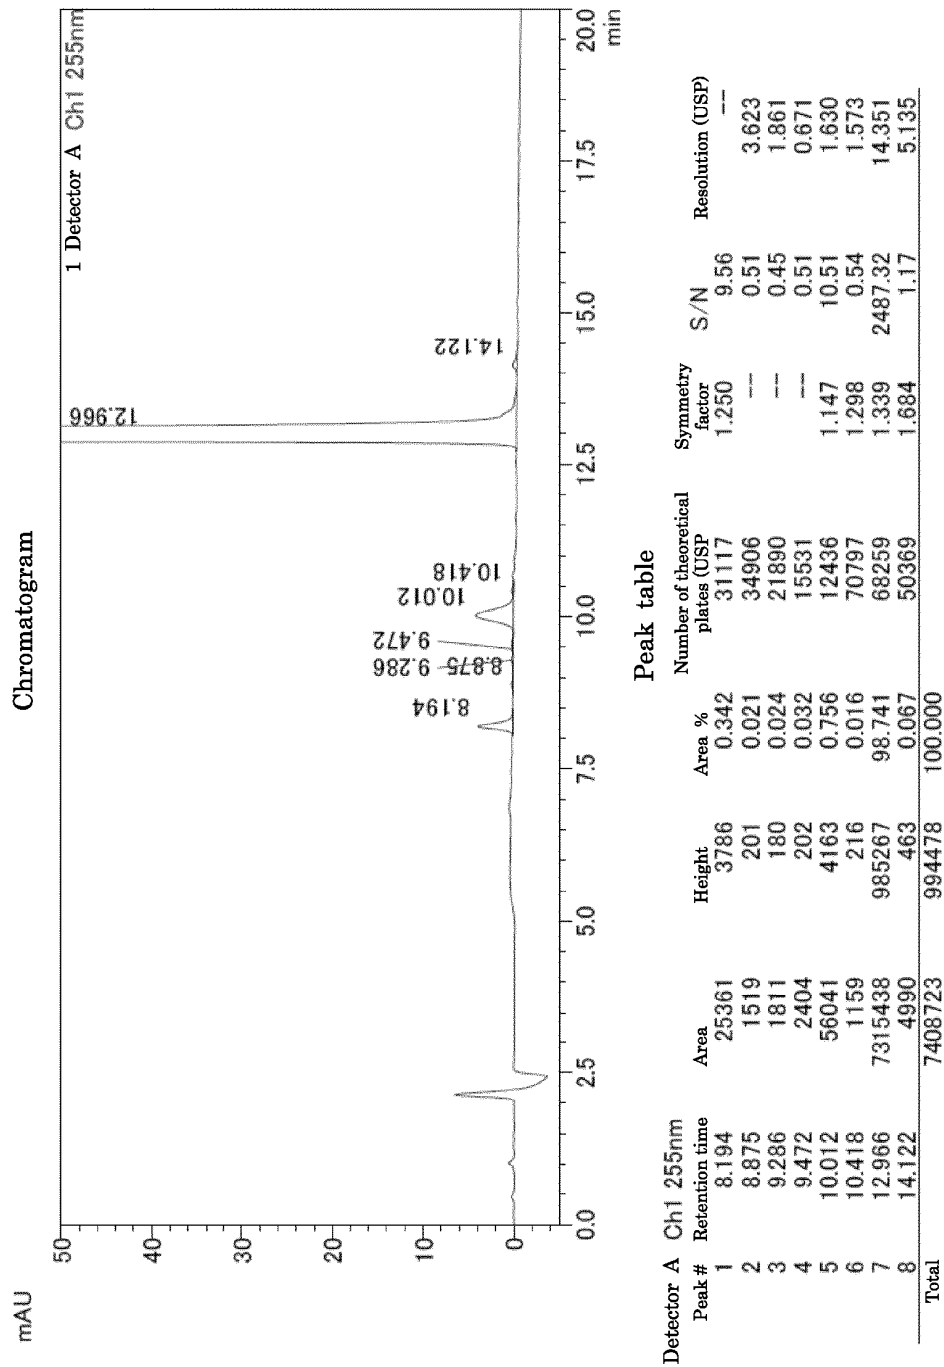 Chromatogram
mAU
1 Detector A Ch1 255nm
50
40
30
20
10
0
8.194
8.875
9.286
9.472
10.012
10.418
12.966
14.122
0.0 2.5 5.0 7.5 10.0 12.5 15.0 17.5 20.0
min
Peak table
Detector A Ch1 255nm
Peak # Retention time Area Height Area % Number of theoretical plates (USP Symmetry factor S/N Resolution (USP)
1 8.194 25361 3786 0.342 31117 1.250 9.56 --
2 8.875 1519 201 0.021 34906 -- 0.51 3.623
3 9.286 1811 180 0.024 21890 -- 0.45 1.861
4 9.472 2404 202 0.032 15531 -- 0.51 0.671
5 10.012 56041 4163 0.756 12436 1.147 10.51 1.630
6 10.418 1159 216 0.016 70797 1.298 0.54 1.573
7 12.966 7315438 985267 98.741 68259 1.339 2487.32 14.351
8 14.122 4990 463 0.067 50369 1.684 1.17 5.135
Total 7408723 994478 100.000